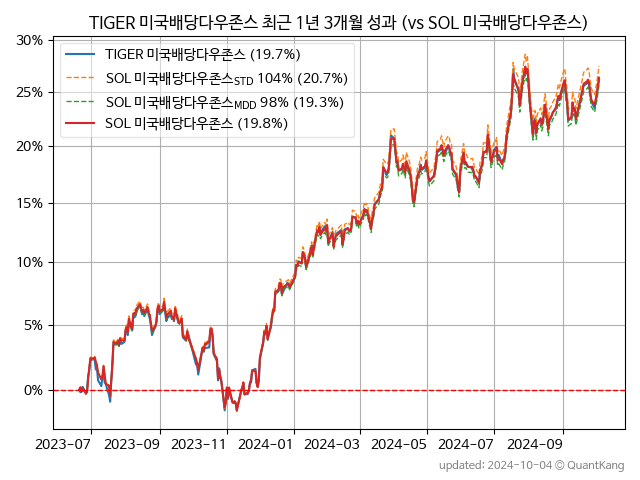 TIGER 미국배당다우존스 최근 1년 3개월 성과 (vs SOL 미국배당다우존스)
30%
25%
20%
15%
10%
5%
0%
TIGER 미국배당다우존스 (19.7%)
SOL 미국배당다우존스STD 104% (20.7%)
SOL 미국배당다우존스MDD 98% (19.3%)
SOL 미국배당다우존스 (19.8%)
2023-07 2023-09 2023-11 2024-01 2024-03 2024-05 2024-07 2024-09
updated: 2024-10-04 © QuantKang